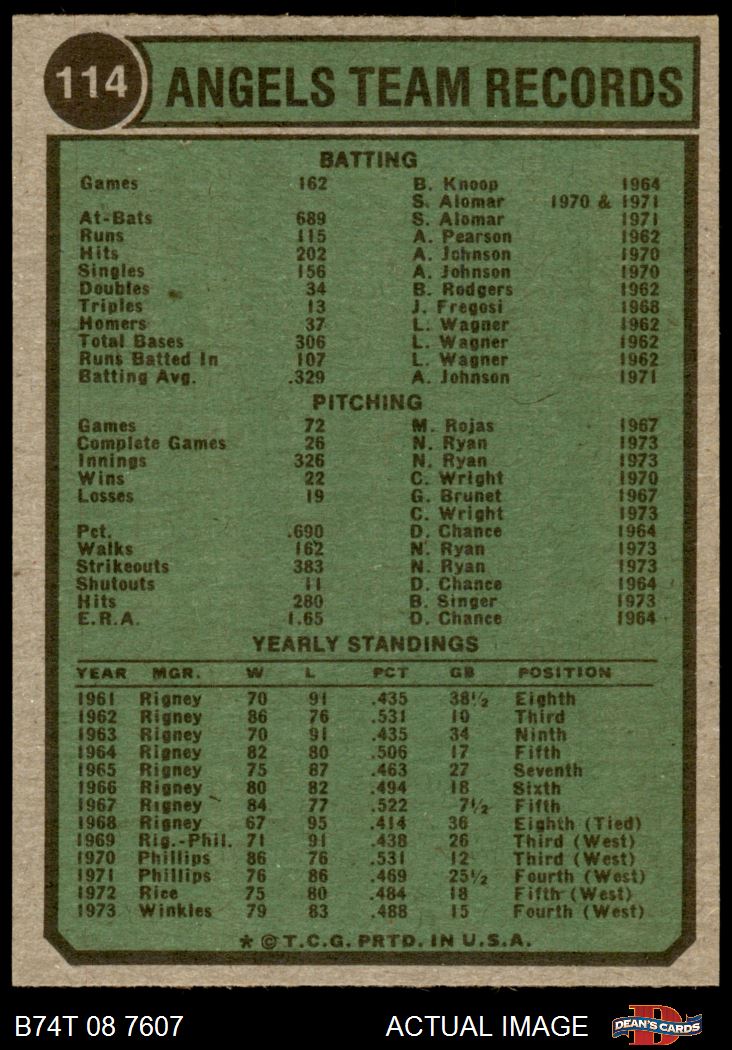 114 ANGELS TEAM RECORDS
BATTING
Games 162 B. Knoop 1964
S. Alomar 1970 & 1971
At-Bats 689 S. Alomar 1971
Runs 115 A. Pearson 1962
Hits 202 A. Johnson 1970
Singles 156 A. Johnson 1970
Doubles 34 B. Rodgers 1962
Triples 13 J. Fregosi 1968
Homers 37 L. Wagner 1962
Total Bases 306 L. Wagner 1962
Runs Batted In 107 L. Wagner 1962
Batting Avg. .329 A. Johnson 1971
PITCHING
Games 72 M. Rojas 1967
Complete Games 26 N. Ryan 1973
Innings 326 N. Ryan 1973
Wins 22 C. Wright 1970
Losses 19 G. Brunet 1967
C. Wright 1973
Pct. .690 D. Chance 1964
Walks 162 N. Ryan 1973
Strikeouts 383 N. Ryan 1973
Shutouts 11 D. Chance 1964
Hits 280 B. Singer 1973
E.R.A. 1.65 D. Chance 1964
YEARLY STANDINGS
YEAR MGR. W L PCT GB POSITION
1961 Rigney 70 91 .435 38½ Eighth
1962 Rigney 86 76 .531 10 Third
1963 Rigney 70 91 .435 34 Ninth
1964 Rigney 82 80 .506 17 Fifth
1965 Rigney 75 87 .463 27 Seventh
1966 Rigney 80 82 .494 18 Sixth
1967 Rigney 84 77 .522 7½ Fifth
1968 Rigney 67 95 .414 36 Eighth (Tied)
1969 Rig.-Phil. 71 91 .438 26 Third (West)
1970 Phillips 86 76 .531 12 Third (West)
1971 Phillips 76 86 .469 25½ Fourth (West)
1972 Rice 75 80 .484 18 Fifth (West)
1973 Winkles 79 83 .488 15 Fourth (West)
* © T.C.G. PRTD. IN U.S.A.
B74T 08 7607 ACTUAL IMAGE D DEAN'S CARDS